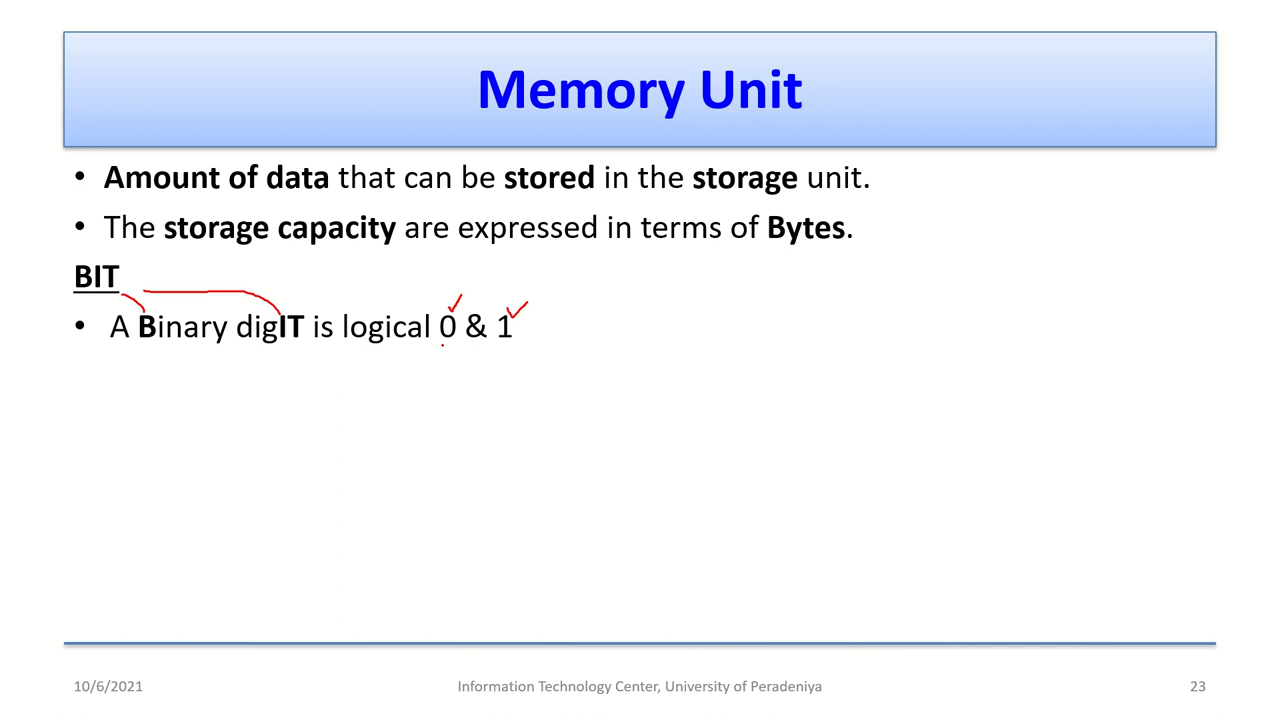 Memory Unit
• Amount of data that can be stored in the storage unit.
• The storage capacity are expressed in terms of Bytes.
BIT
• A Binary digIT is logical 0 & 1
10/6/2021 Information Technology Center, University of Peradeniya 23